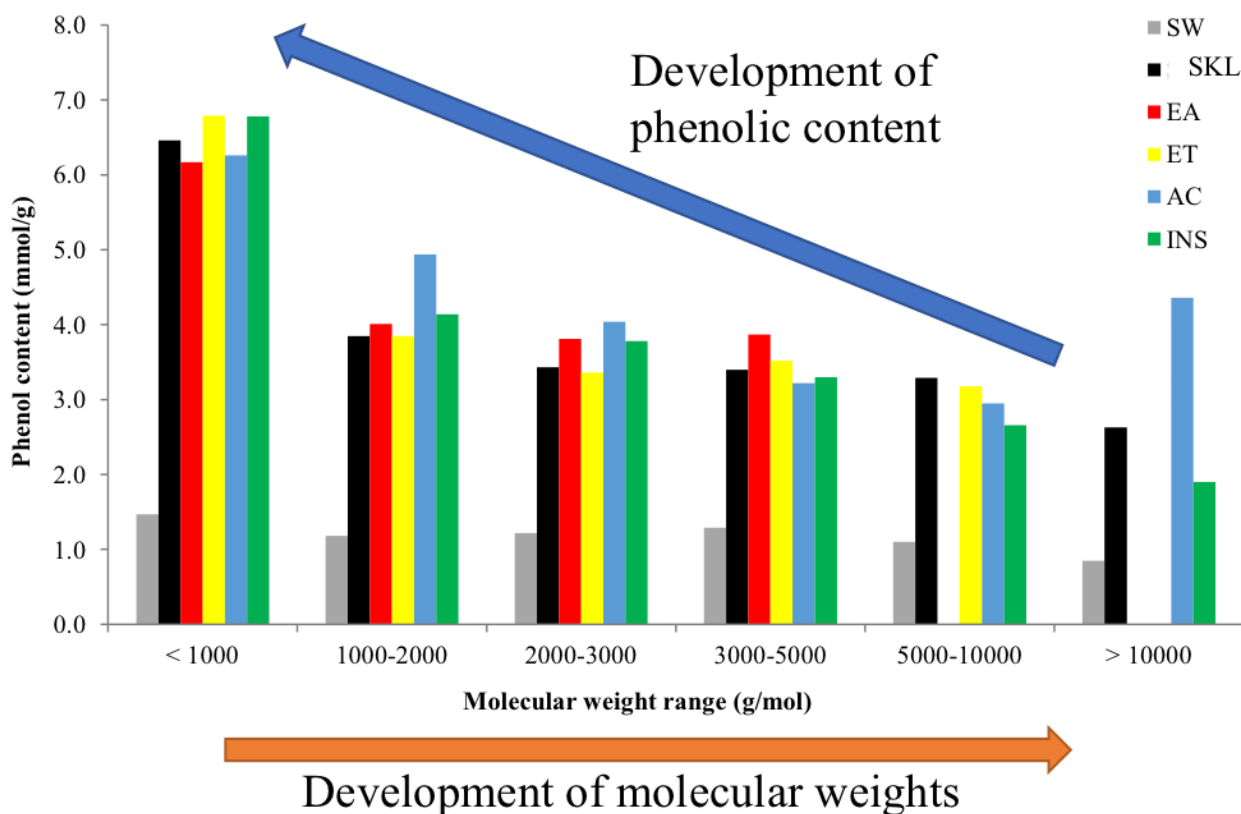 8.0
7.0
6.0
5.0
4.0
3.0
2.0
1.0
0.0
Phenol content (mmol/g)
Development of
phenolic content
SW
SKL
EA
ET
AC
INS
< 1000
1000-2000
2000-3000
3000-5000
5000-10000
> 10000
Molecular weight range (g/mol)
Development of molecular weights